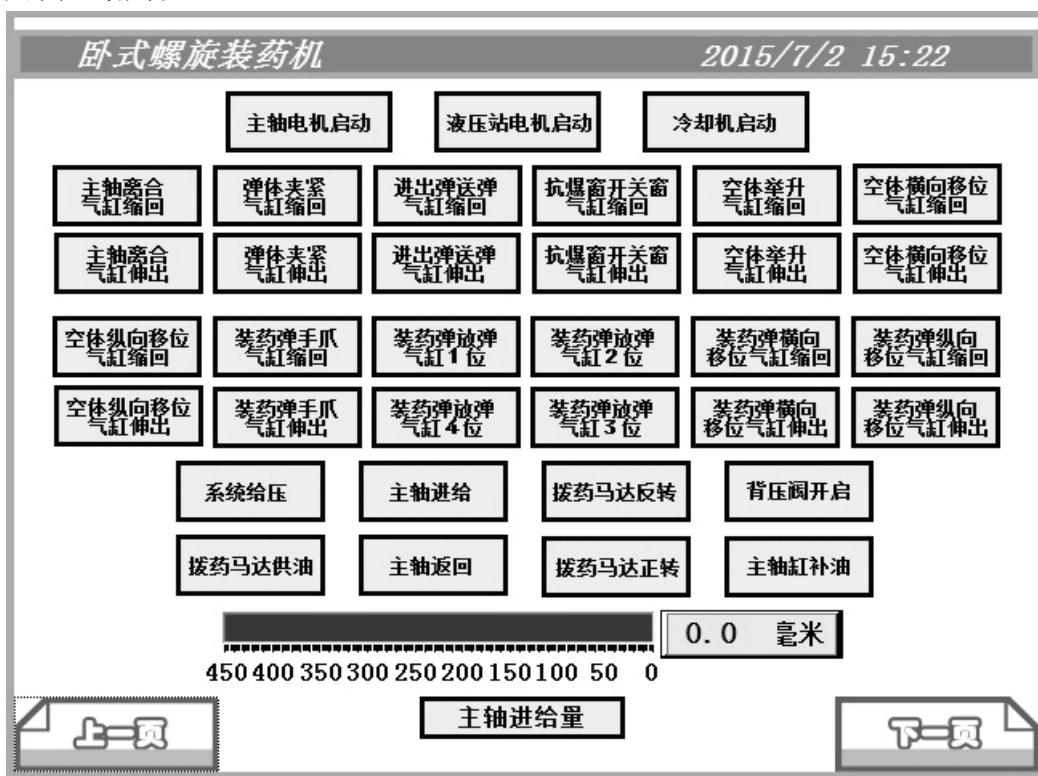 卧式螺旋装药机 2015/7/2 15:22
主轴电机启动 液压站电机启动 冷却机启动
主轴离合 弹体夹紧 进出弹送弹 抗爆窗开关窗 空体举升 空体横向移位
气缸缩回 气缸缩回 气缸缩回 气缸缩回 气缸缩回 气缸缩回
主轴离合 弹体夹紧 进出弹送弹 抗爆窗开关窗 空体举升 空体横向移位
气缸伸出 气缸伸出 气缸伸出 气缸伸出 气缸伸出 气缸伸出
空体纵向移位 装药弹手爪 装药弹放弹 装药弹放弹 装药弹横向 装药弹纵向
气缸缩回 气缸缩回 气缸1位 气缸2位 移位气缸缩回 移位气缸缩回
空体纵向移位 装药弹手爪 装药弹放弹 装药弹放弹 装药弹横向 装药弹纵向
气缸伸出 气缸伸出 气缸4位 气缸3位 移位气缸伸出 移位气缸伸出
系统给压 主轴进给 拨药马达反转 背压阀开启
拨药马达供油 主轴返回 拨药马达正转 主轴缸补油
0.0 毫米
450 400 350 300 250 200 150 100 50 0
主轴进给量
上一页 下一页